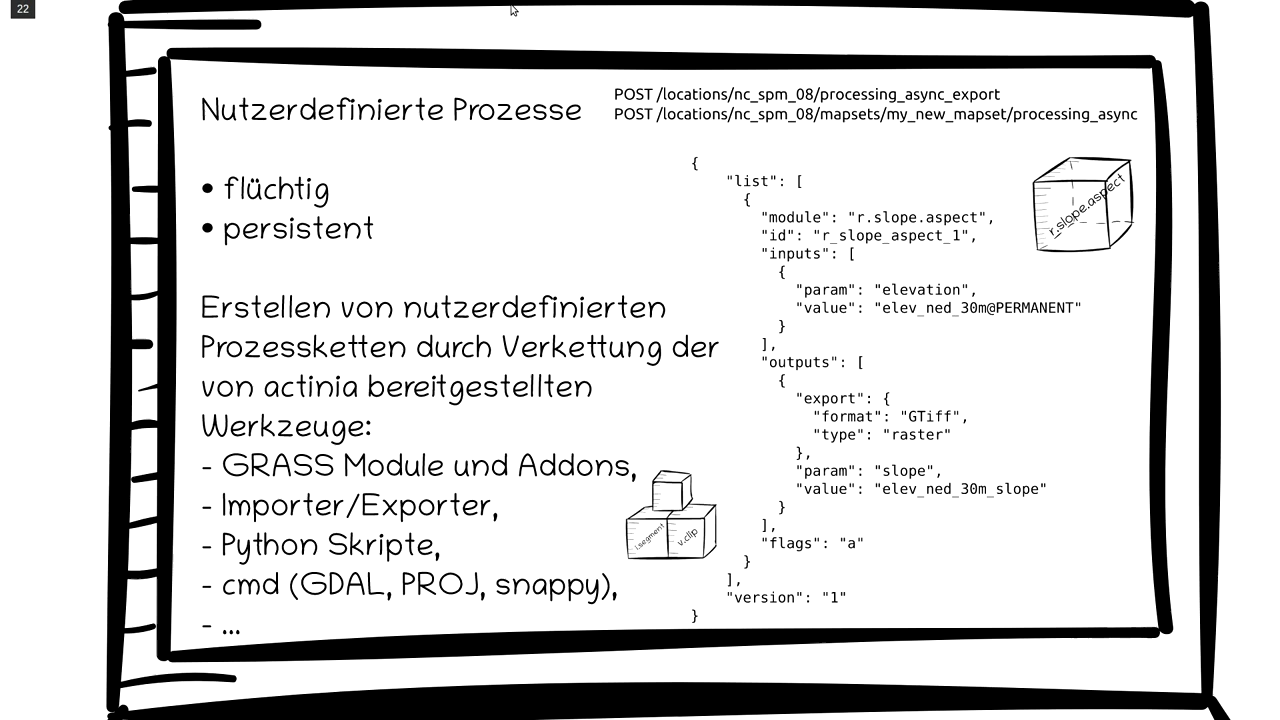 22
Nutzerdefinierte Prozesse
POST /locations/nc_spm_08/processing_async_export
POST /locations/nc_spm_08/mapsets/my_new_mapset/processing_async
• flüchtig
• persistent
Erstellen von nutzerdefinierten
Prozessketten durch Verkettung der
von actinia bereitgestellten
Werkzeuge:
- GRASS Module und Addons,
- Importer/Exporter,
- Python Skripte,
- cmd (GDAL, PROJ, snappy),
- ...
i.segment
v.clip
{
"list": [
{
"module": "r.slope.aspect",
"id": "r_slope_aspect_1",
"inputs": [
{
"param": "elevation",
"value": "elev_ned_30m@PERMANENT"
}
],
"outputs": [
{
"export": {
"format": "GTiff",
"type": "raster"
},
"param": "slope",
"value": "elev_ned_30m_slope"
}
],
"flags": "a"
}
],
"version": "1"
}
r.slope.aspect